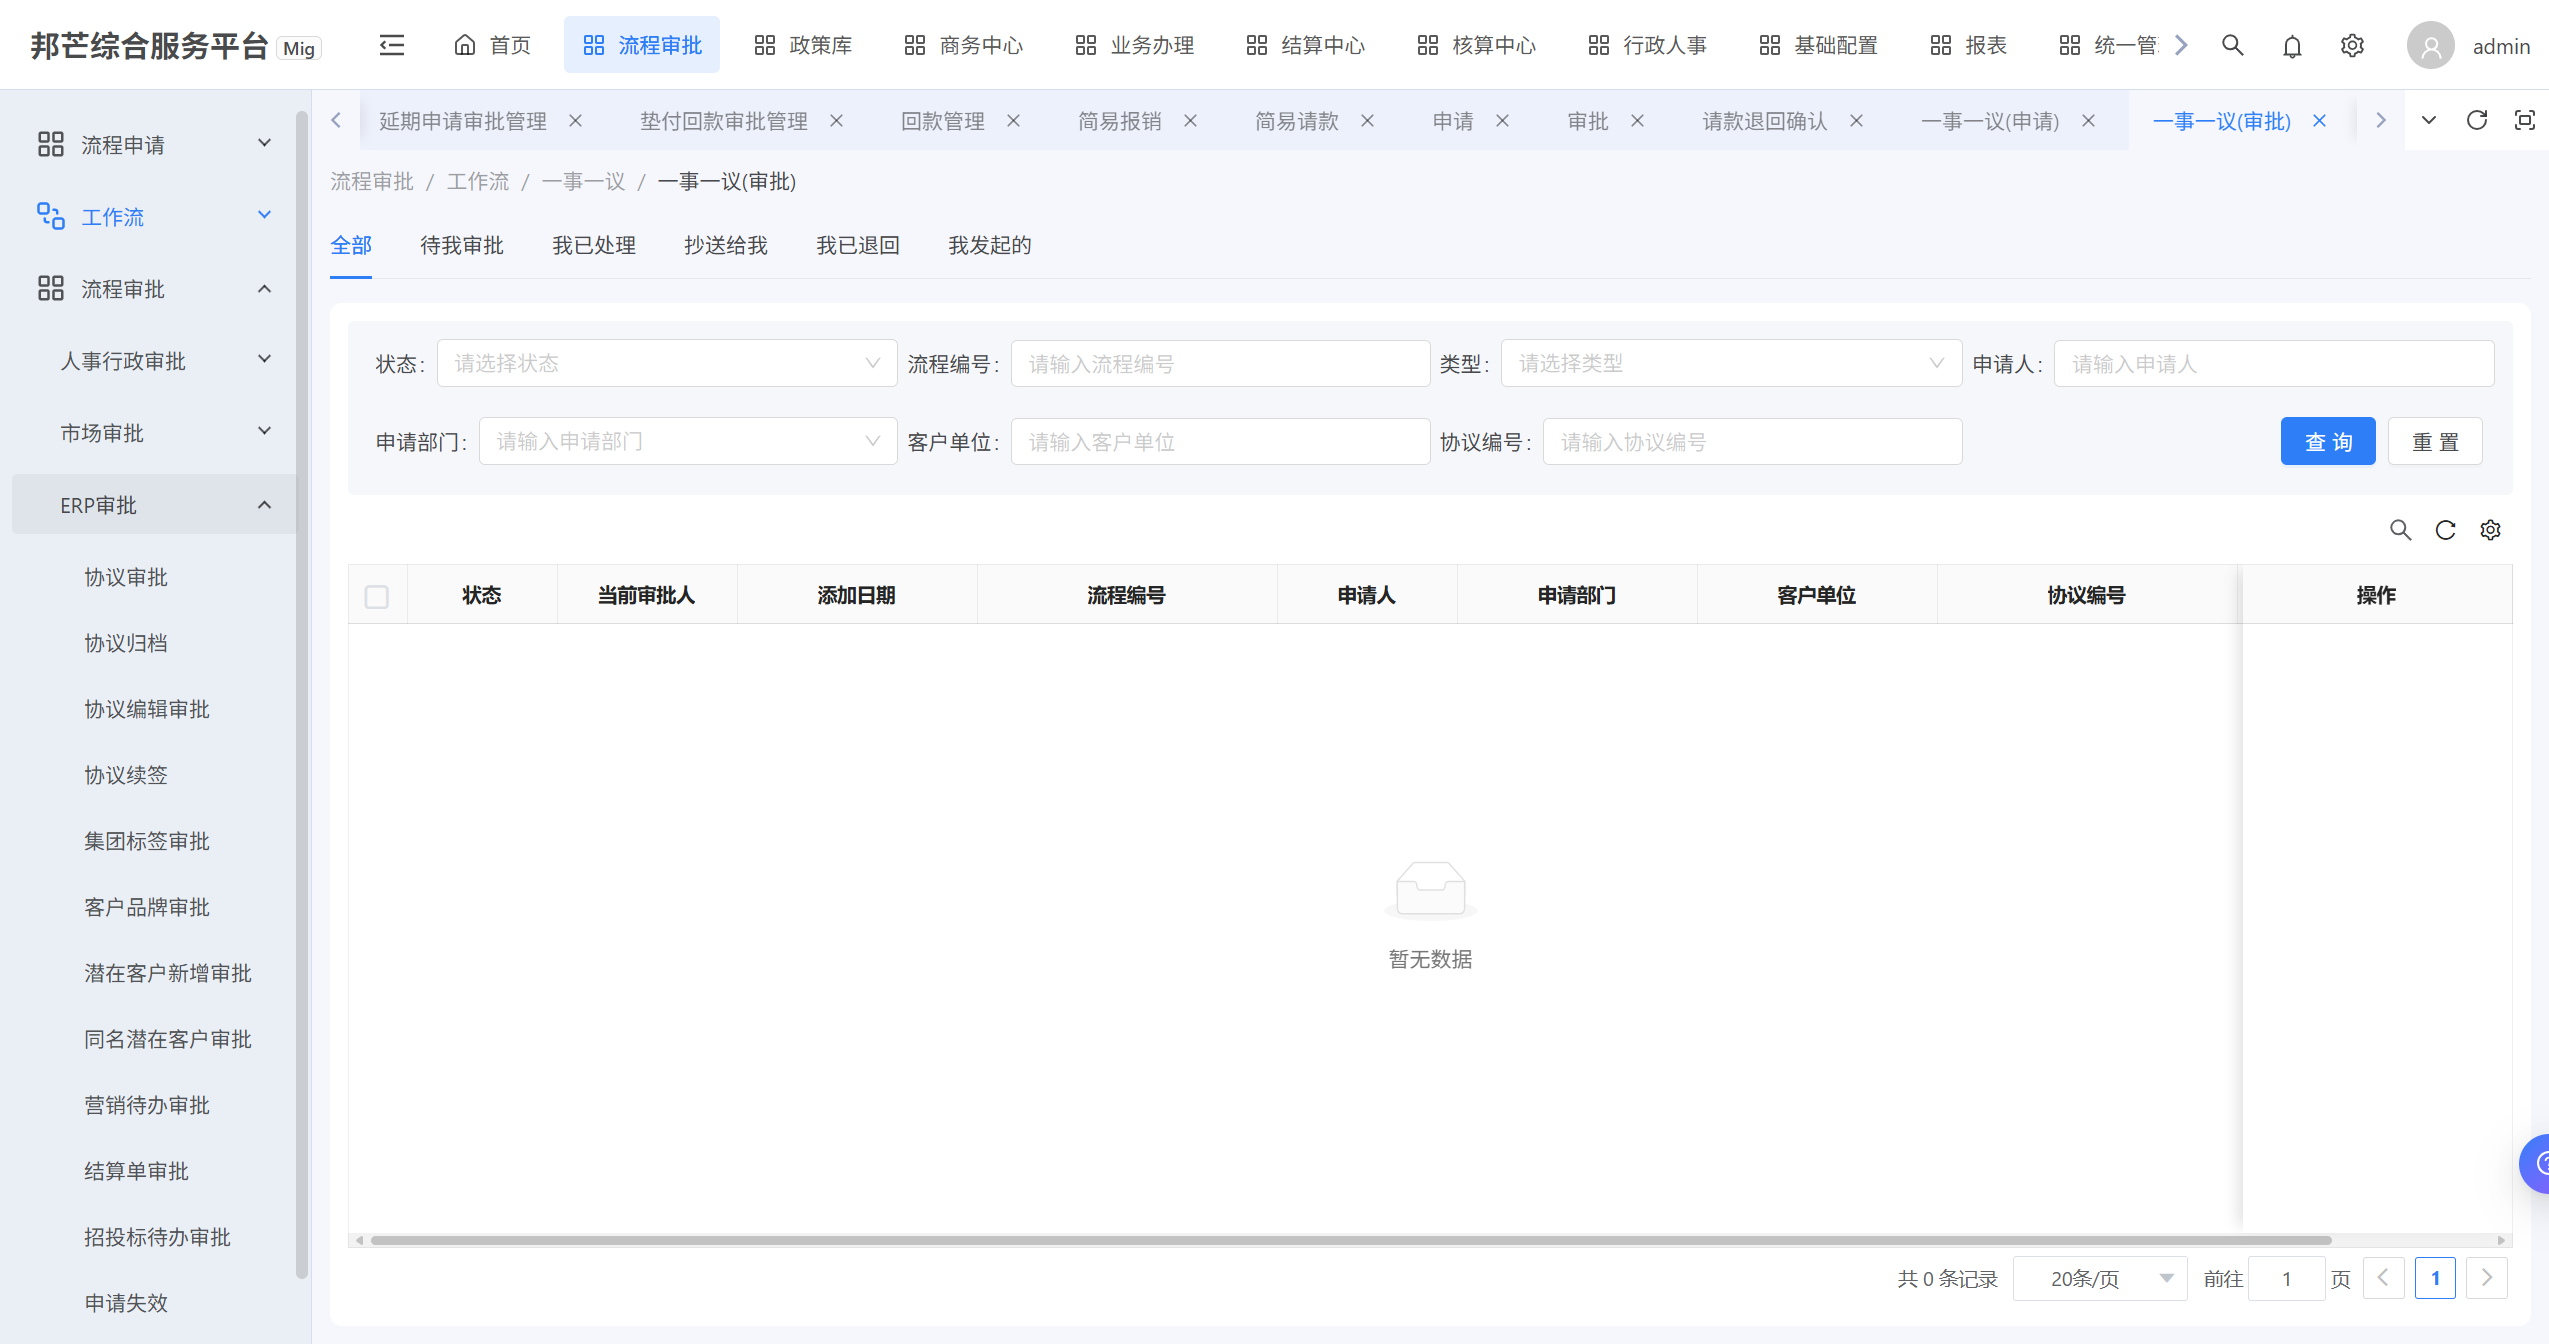 邦芒综合服务平台 Mig
首页 流程审批 政策库 商务中心 业务办理 结算中心 核算中心 行政人事 基础配置 报表 统一管 admin
延期申请审批管理 垫付回款审批管理 回款管理 简易报销 简易请款 申请 审批 请款退回确认 一事一议(申请) 一事一议(审批)
流程审批 / 工作流 / 一事一议 / 一事一议(审批)
全部 待我审批 我已处理 抄送给我 我已退回 我发起的
流程申请
工作流
流程审批
人事行政审批
市场审批
ERP审批
协议审批
协议归档
协议编辑审批
协议续签
集团标签审批
客户品牌审批
潜在客户新增审批
同名潜在客户审批
营销待办审批
结算单审批
招投标待办审批
申请失效
状态: 请选择状态 流程编号: 请输入流程编号 类型: 请选择类型 申请人: 请输入申请人
申请部门: 请输入申请部门 客户单位: 请输入客户单位 协议编号: 请输入协议编号 查 询 重 置
状态 当前审批人 添加日期 流程编号 申请人 申请部门 客户单位 协议编号 操作
暂无数据
共 0 条记录 20条/页 前往 1 页 1